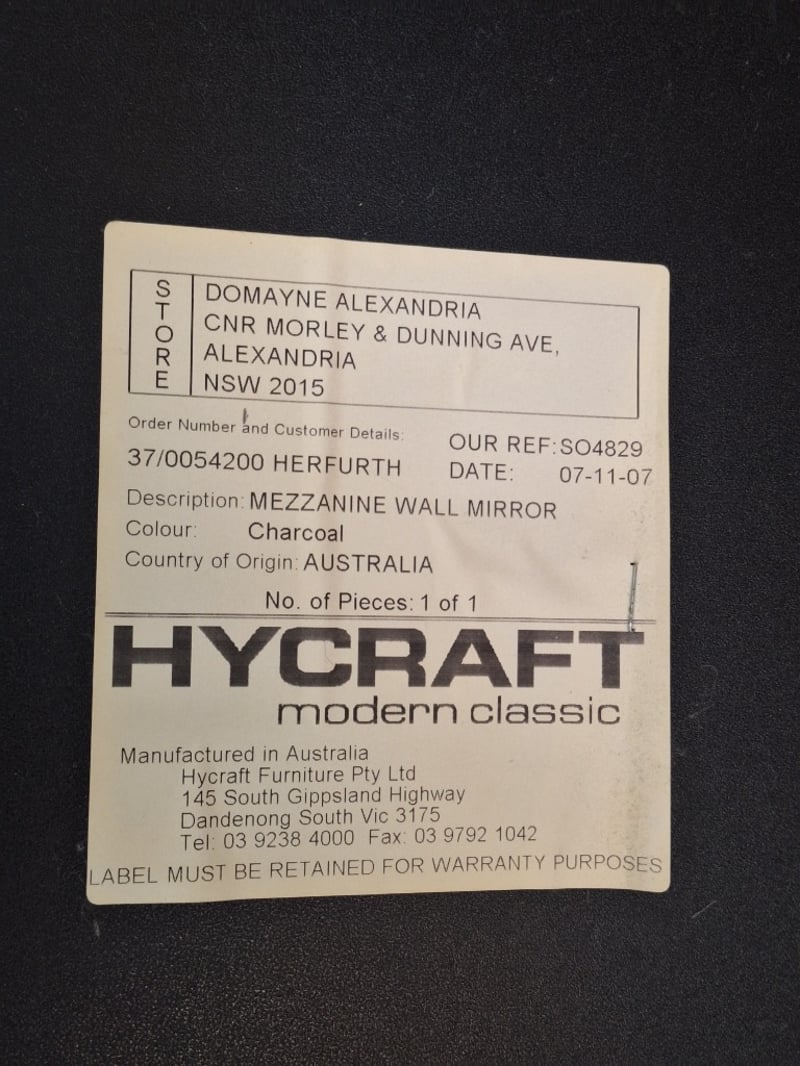 STORE
DOMAYNE ALEXANDRIA
CNR MORLEY & DUNNING AVE,
ALEXANDRIA
NSW 2015
Order Number and Customer Details:
37/0054200 HERFURTH
OUR REF: SO4829
DATE: 07-11-07
Description: MEZZANINE WALL MIRROR
Colour: Charcoal
Country of Origin: AUSTRALIA
No. of Pieces: 1 of 1
HYCRAFT
modern classic
Manufactured in Australia
Hycraft Furniture Pty Ltd
145 South Gippsland Highway
Dandenong South Vic 3175
Tel: 03 9238 4000 Fax: 03 9792 1042
LABEL MUST BE RETAINED FOR WARRANTY PURPOSES